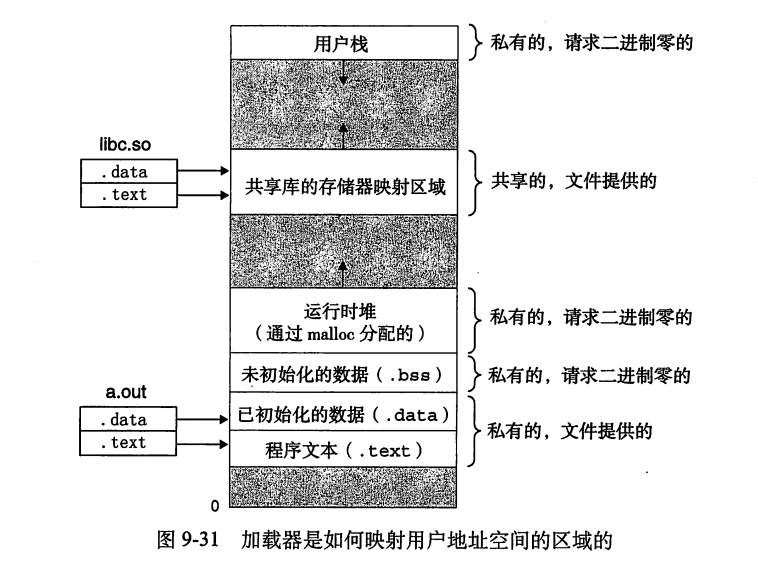 用户栈
私有的，请求二进制零的
libc.so
.data
.text
共享库的存储器映射区域
共享的，文件提供的
运行时堆
（通过 malloc 分配的）
私有的，请求二进制零的
未初始化的数据（.bss）
私有的，请求二进制零的
a.out
.data
.text
已初始化的数据（.data）
程序文本（.text）
私有的，文件提供的
0
图 9-31 加载器是如何映射用户地址空间的区域的